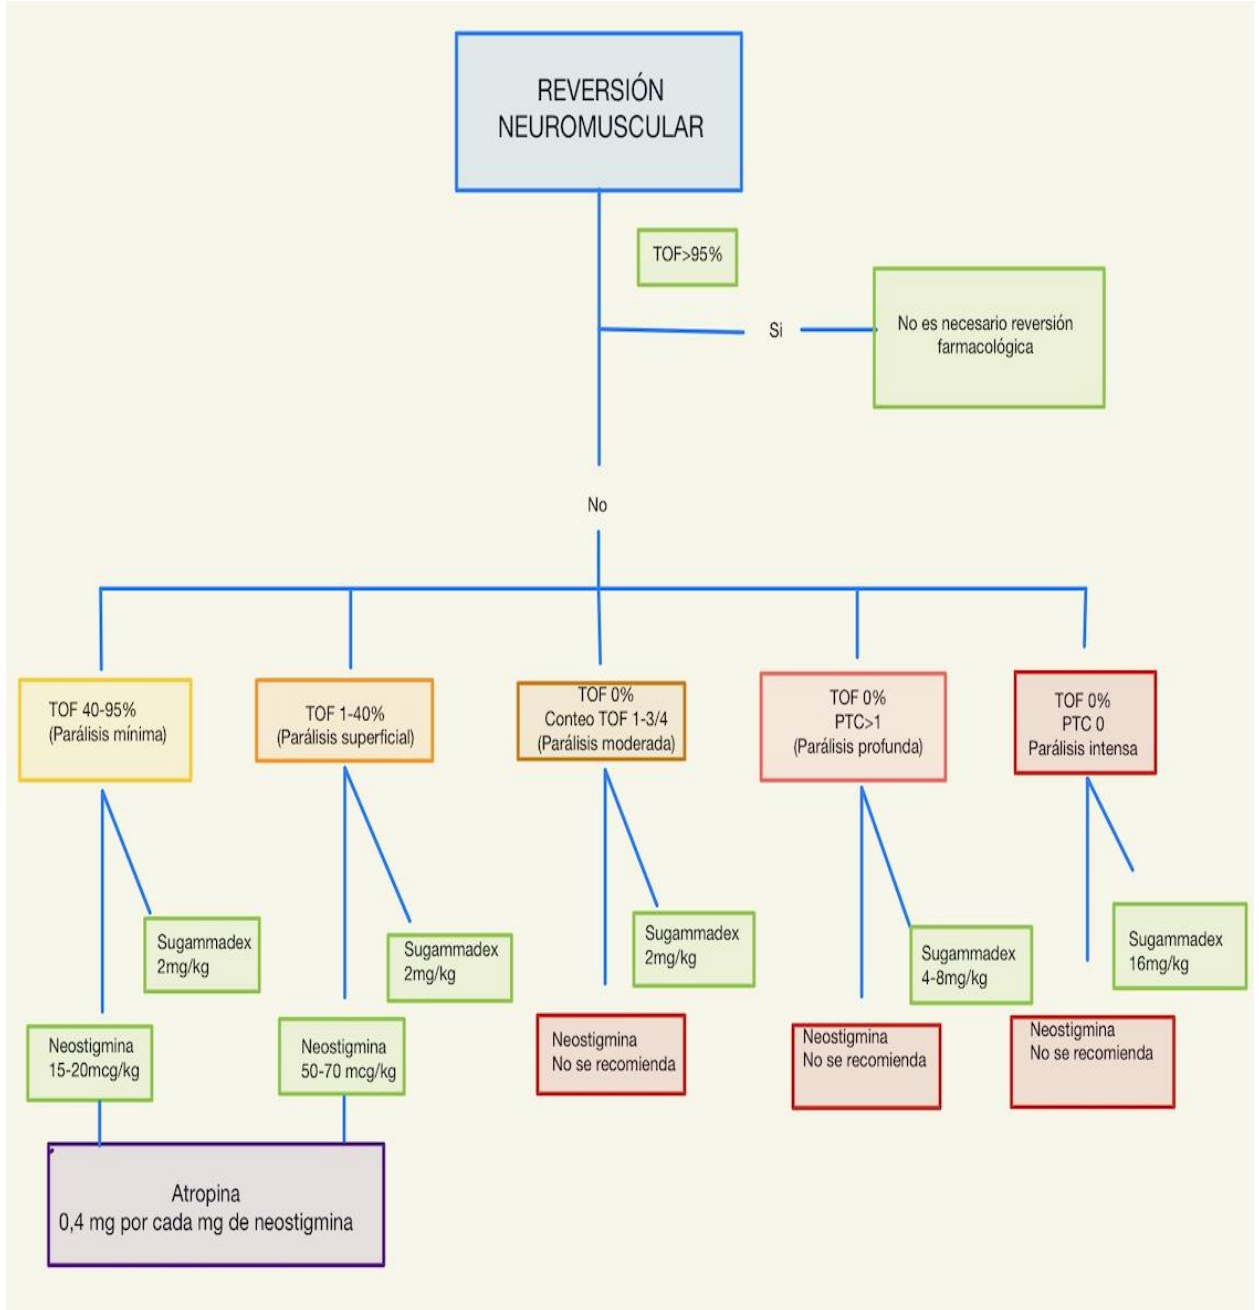 REVERSIÓN
NEUROMUSCULAR
TOF>95%
Si
No es necesario reversión
farmacológica
No
TOF 40-95%
(Parálisis mínima)
TOF 1-40%
(Parálisis superficial)
TOF 0%
Conteo TOF 1-3/4
(Parálisis moderada)
TOF 0%
PTC>1
(Parálisis profunda)
TOF 0%
PTC 0
Parálisis intensa
Sugammadex
2mg/kg
Sugammadex
2mg/kg
Sugammadex
2mg/kg
Sugammadex
4-8mg/kg
Sugammadex
16mg/kg
Neostigmina
15-20mcg/kg
Neostigmina
50-70 mcg/kg
Neostigmina
No se recomienda
Neostigmina
No se recomienda
Neostigmina
No se recomienda
Atropina
0,4 mg por cada mg de neostigmina